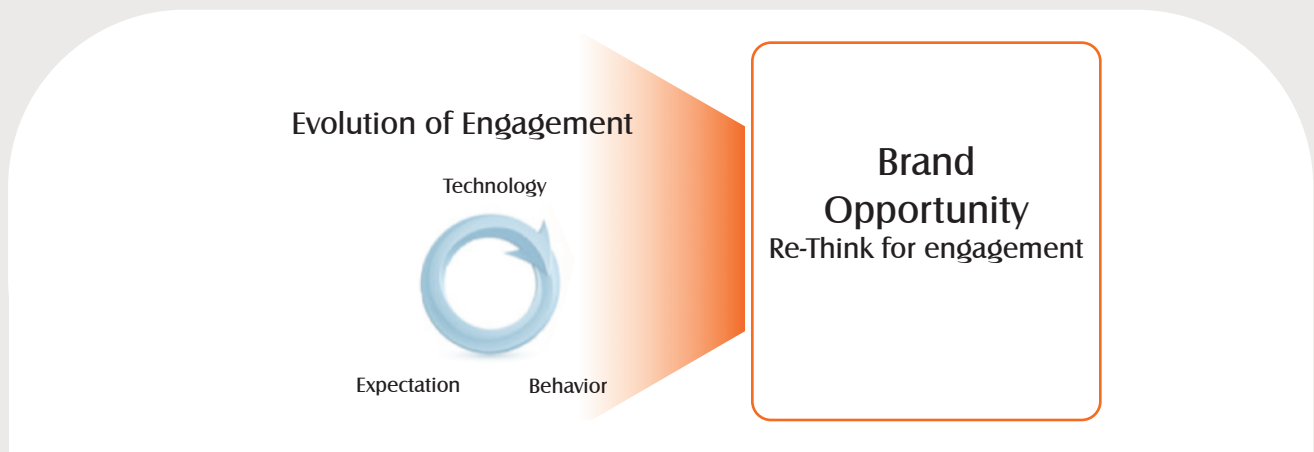 Evolution of Engagement
Technology
Expectation
Behavior
Brand
Opportunity
Re-Think for engagement